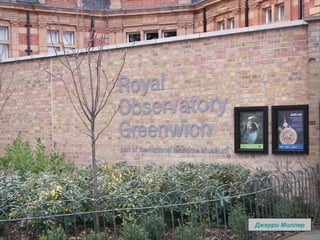 Royal
Observatory
Greenwich
part of the National Maritime Museum
Джерри Миллер